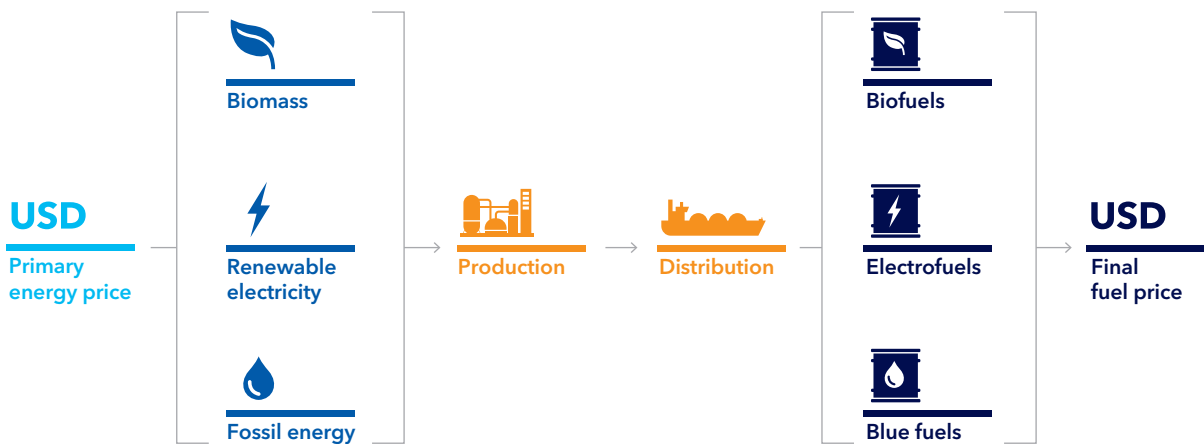 Biomass
Biofuels
USD
Primary
energy price
Renewable
electricity
Production
Distribution
Electrofuels
USD
Final
fuel price
Fossil energy
Blue fuels